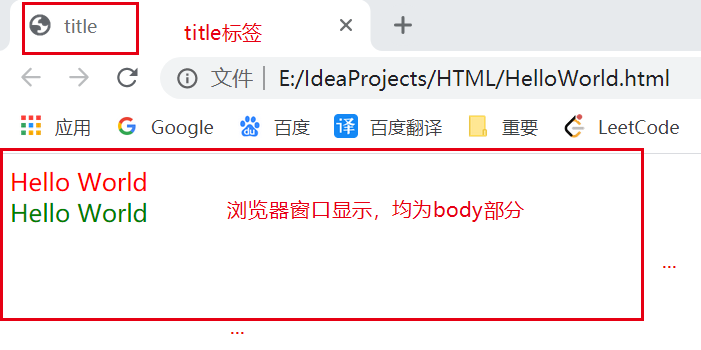 title
title标签
文件 E:/IdeaProjects/HTML/HelloWorld.html
应用 Google 百度 译 百度翻译 重要 LeetCode
Hello World
Hello World
浏览器窗口显示，均为body部分
...
...